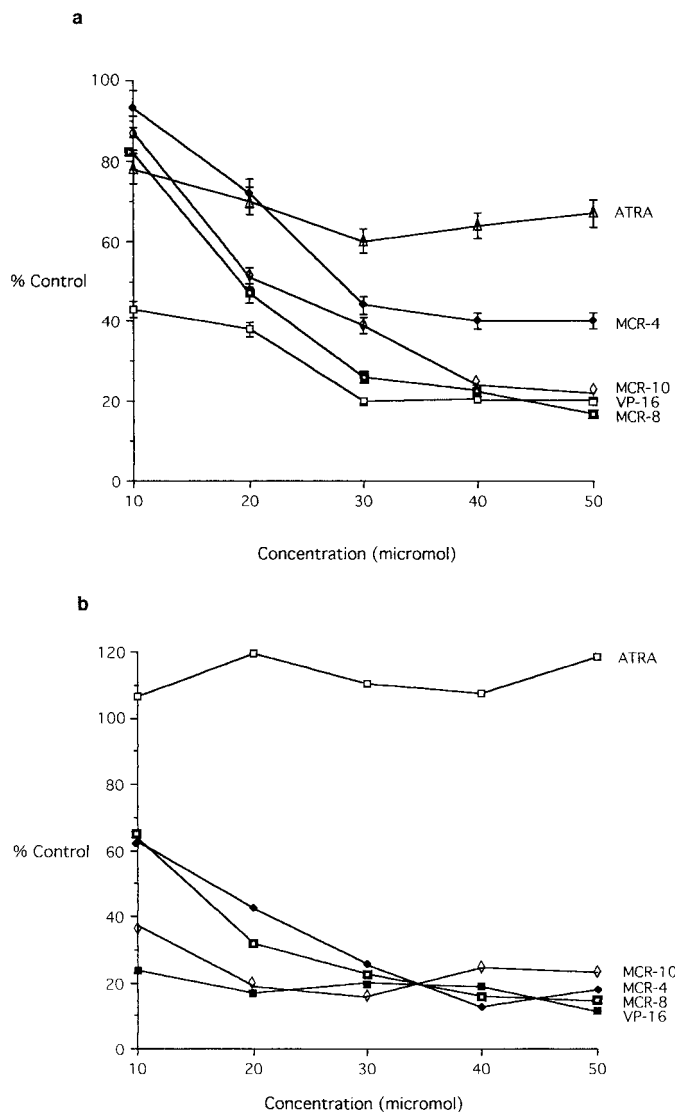 a
100
80
60
40
20
0
% Control
10 20 30 40 50
Concentration (micromol)
ATRA
MCR-4
MCR-10
VP-16
MCR-8
b
120
100
80
60
40
20
0
% Control
10 20 30 40 50
Concentration (micromol)
ATRA
MCR-10
MCR-4
MCR-8
VP-16